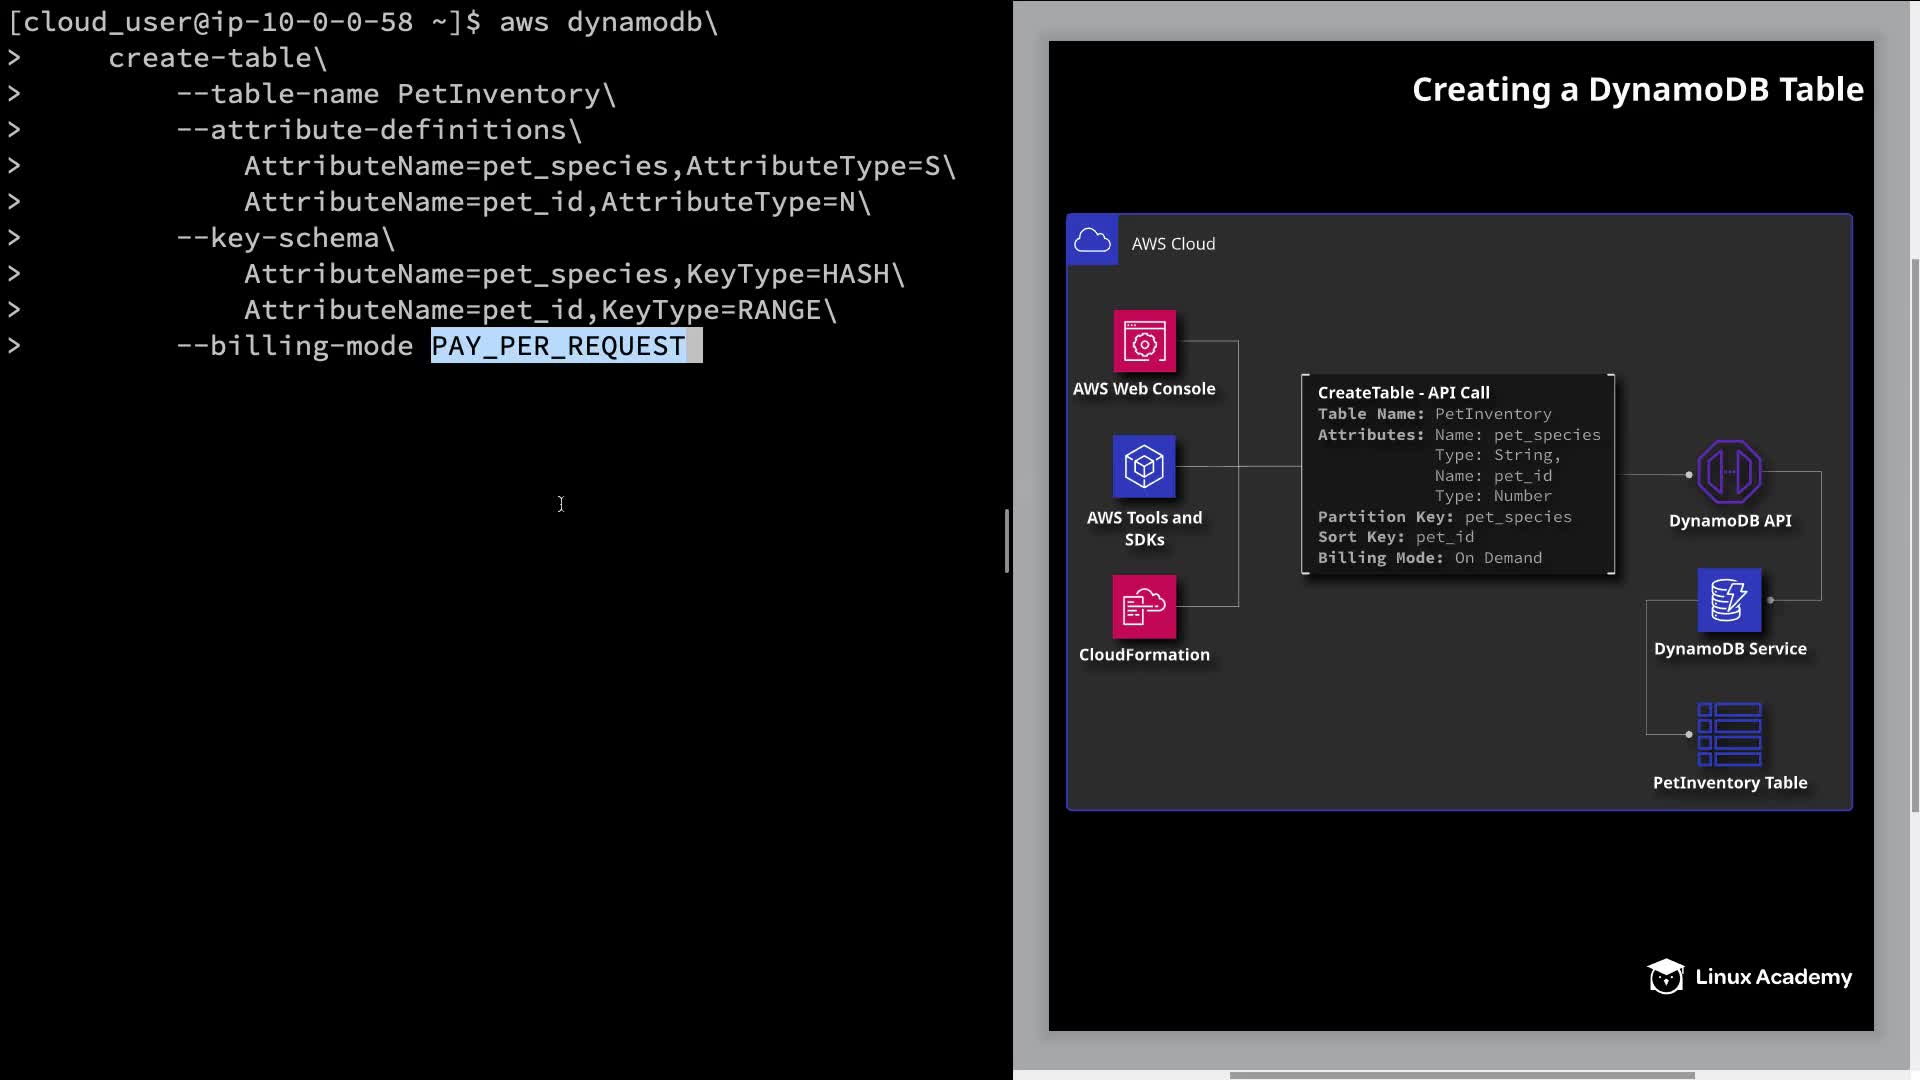 [cloud_user@ip-10-0-0-58 ~]$ aws dynamodb\
>     create-table\
>         --table-name PetInventory\
>         --attribute-definitions\
>             AttributeName=pet_species,AttributeType=S\
>             AttributeName=pet_id,AttributeType=N\
>         --key-schema\
>             AttributeName=pet_species,KeyType=HASH\
>             AttributeName=pet_id,KeyType=RANGE\
>         --billing-mode PAY_PER_REQUEST
Creating a DynamoDB Table
AWS Cloud
AWS Web Console
AWS Tools and
SDKs
CloudFormation
CreateTable - API Call
Table Name: PetInventory
Attributes: Name: pet_species
Type: String,
Name: pet_id
Type: Number
Partition Key: pet_species
Sort Key: pet_id
Billing Mode: On Demand
DynamoDB API
DynamoDB Service
PetInventory Table
Linux Academy